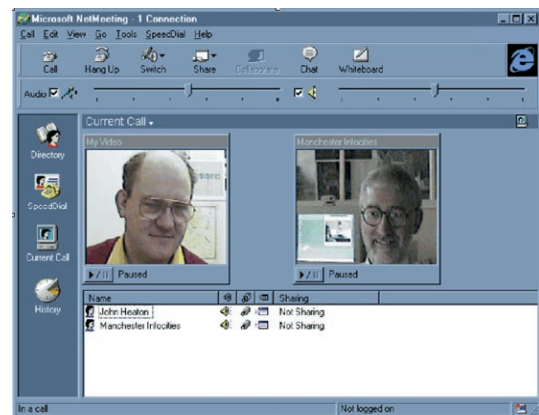 Microsoft NetMeeting - 1 Connection
Call Edit View Go Tools SpeedDial Help
Call Hang Up Switch Share Collaborate Chat Whiteboard
Audio
Current Call
My Video Manchester Infocities
Directory
SpeedDial
Current Call
Paused Paused
Name Sharing
History
John Heaton Not Sharing
Manchester Infocities Not Sharing
In a call Not logged on